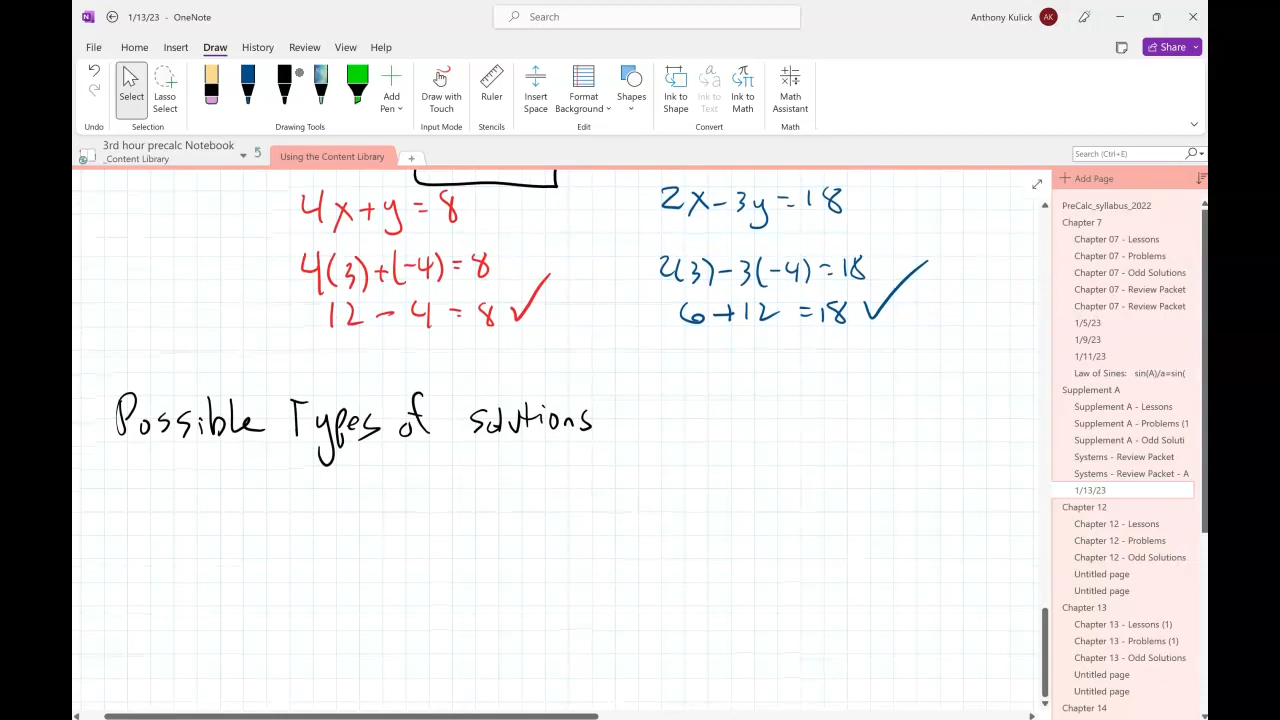 1/13/23 - OneNote
Search
Anthony Kulick
AK
File Home Insert Draw History Review View Help
Share
Undo
Select
Lasso Select
Selection
Drawing Tools
Add Pen
Draw with Touch
Input Mode
Ruler
Stencils
Insert Space
Format Background
Shapes
Edit
Ink to Shape
Ink to Text
Ink to Math
Convert
Math Assistant
Math
3rd hour precalc Notebook
_Content Library
Using the Content Library
+
Search (Ctrl+E)
4x+y=8
4(3)+(-4)=8
12-4=8✓
2x-3y=18
2(3)-3(-4)=18
6+12=18✓
Possible Types of solutions
Add Page
PreCalc_syllabus_2022
Chapter 7
Chapter 07 - Lessons
Chapter 07 - Problems
Chapter 07 - Odd Solutions
Chapter 07 - Review Packet
Chapter 07 - Review Packet
1/5/23
1/9/23
1/11/23
Law of Sines: sin(A)/a=sin(
Supplement A
Supplement A - Lessons
Supplement A - Problems (1
Supplement A - Odd Soluti
Systems - Review Packet
Systems - Review Packet - A
1/13/23
Chapter 12
Chapter 12 - Lessons
Chapter 12 - Problems
Chapter 12 - Odd Solutions
Untitled page
Untitled page
Chapter 13
Chapter 13 - Lessons (1)
Chapter 13 - Problems (1)
Chapter 13 - Odd Solutions
Untitled page
Untitled page
Chapter 14